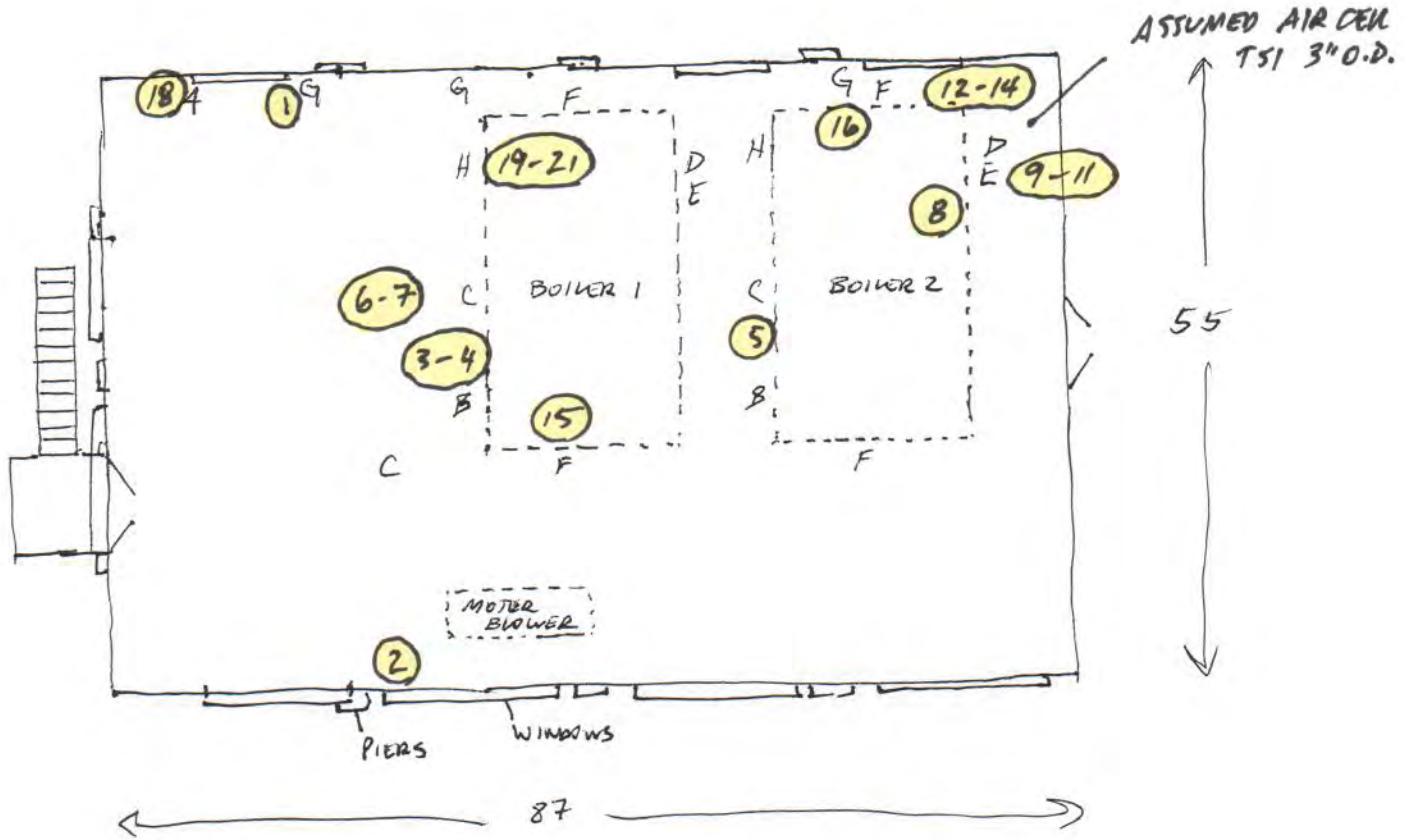 ASSUMED AIR CELL
TSI 3" O.D.
18
A
1
G
G
F
G
F
12-14
16
H
19-21
D
E
H
D
E
9-11
8
6-7
C
BOILER 1
C
BOILER 2
55
3-4
5
B
15
B
C
F
F
MOTER
BLOWER
2
PIERS
WINDOWS
87